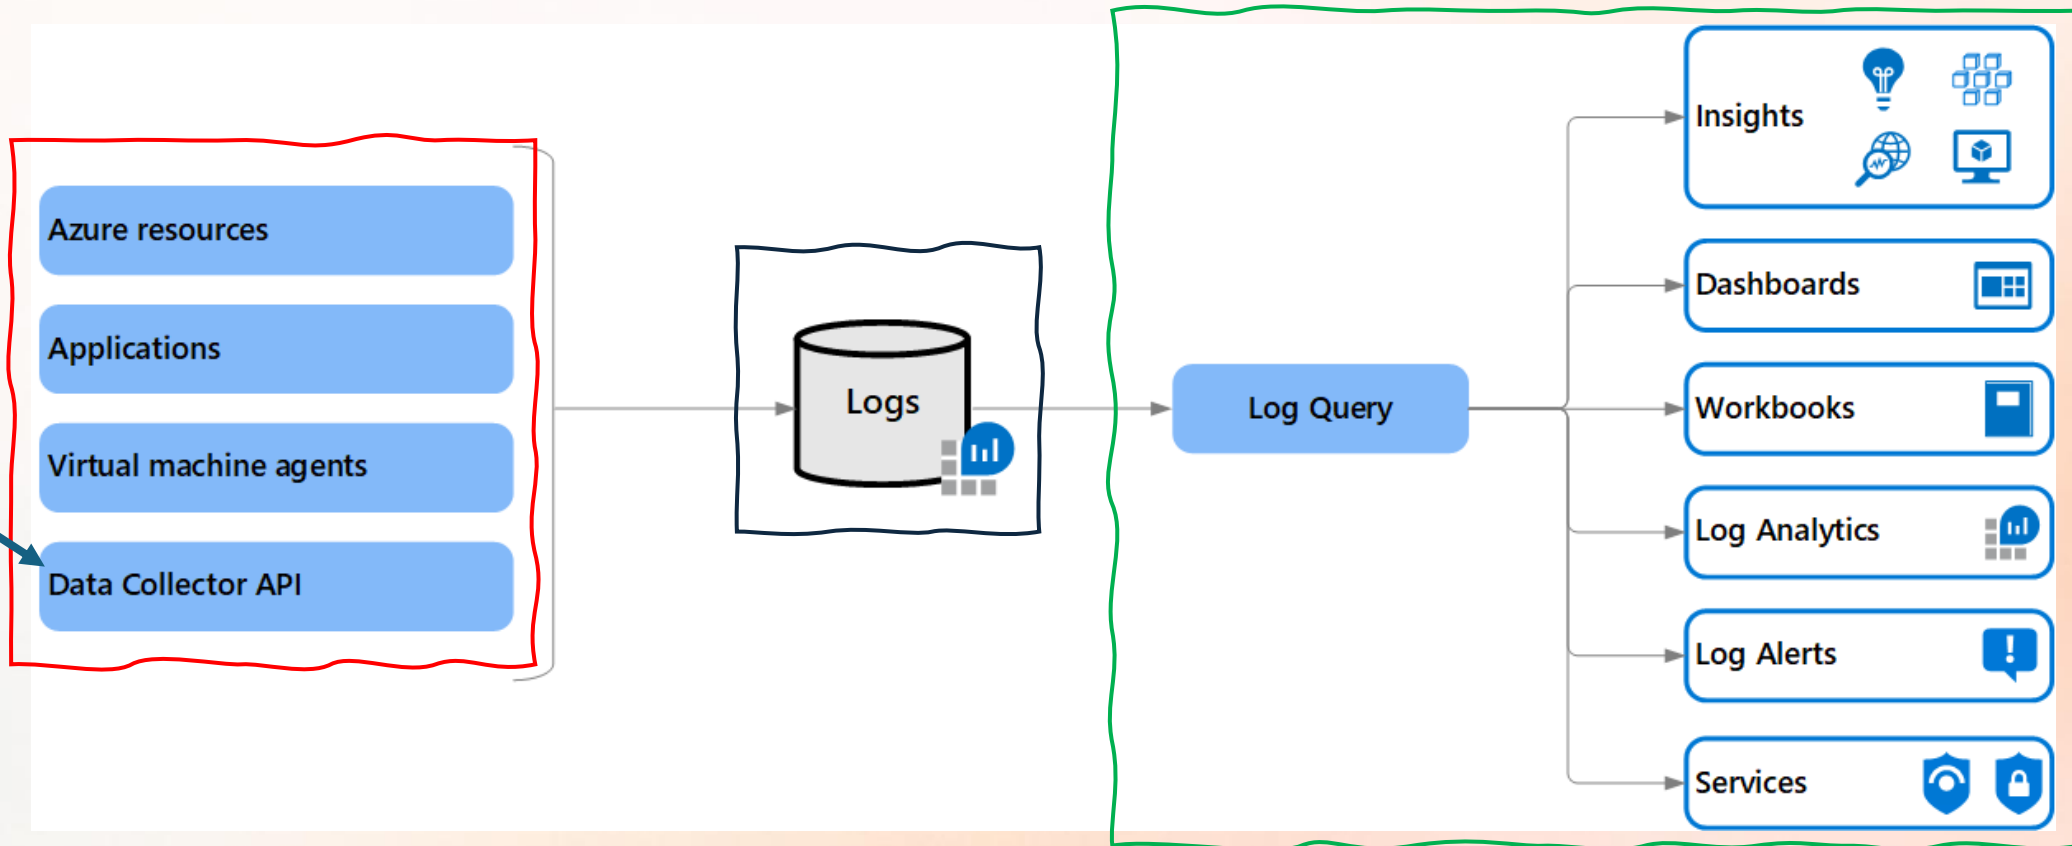 Azure resources
Applications
Virtual machine agents
Data Collector API
Logs
Log Query
Insights
Dashboards
Workbooks
Log Analytics
Log Alerts
Services